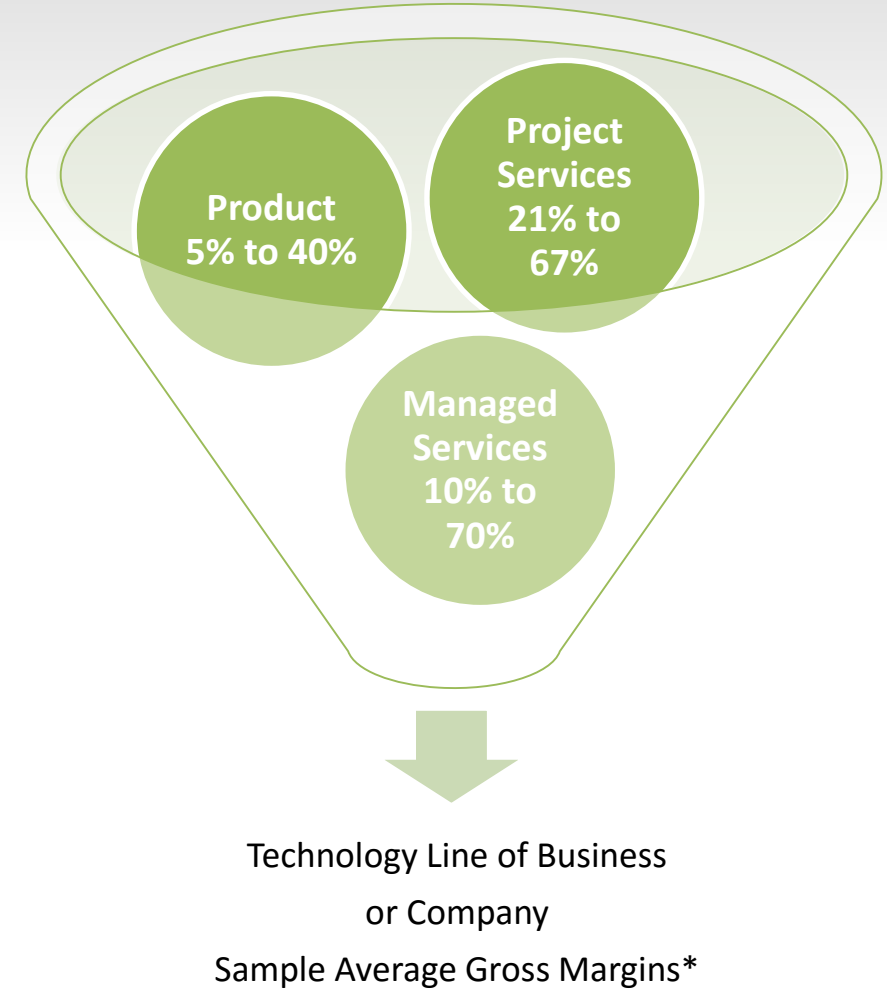 Product
5% to 40%
Project
Services
21% to
67%
Managed
Services
10% to
70%
Technology Line of Business
or Company
Sample Average Gross Margins*